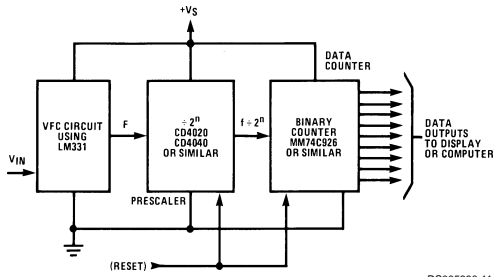 +VS
DATA
COUNTER
VFC CIRCUIT
USING
LM331
F
÷ 2n
CD4020
CD4040
OR SIMILAR
f ÷ 2n
BINARY
COUNTER
MM74C926
OR SIMILAR
DATA
OUTPUTS
TO DISPLAY
OR COMPUTER
VIN
PRESCALER
(RESET)